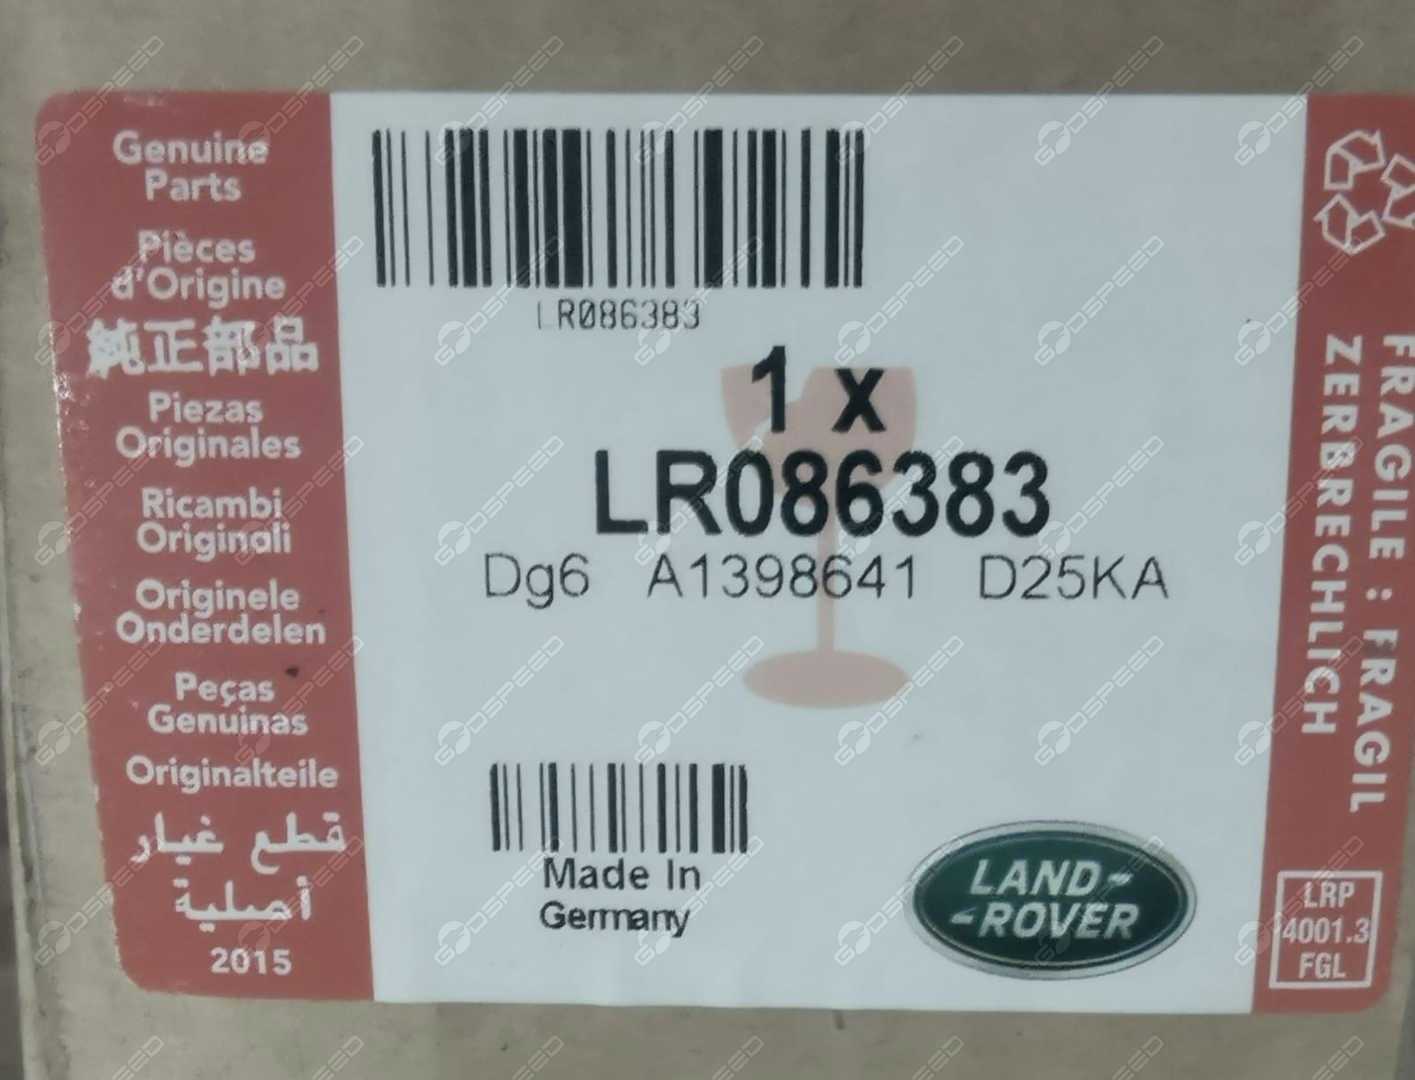 Genuine
Parts
Pièces
d'Origine
純正部品
Piezas
Originales
Ricambi
Originali
Originele
Onderdelen
Peças
Genuinas
Originalteile
قطع غيار
أصلية
2015
LR086383
1 x
LR086383
Dg6 A1398641 D25KA
Made In
Germany
LAND-
-ROVER
FRAGILE : FRAGIL
ZERBRECHLICH
LRP
4001.3
FGL
GODSPEED